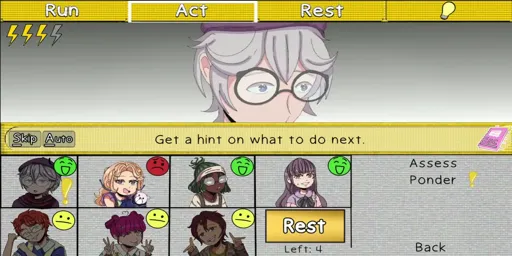 Run Act Rest
Skip Auto
Get a hint on what to do next.
Assess
Ponder !
Rest
Left: 4
Back